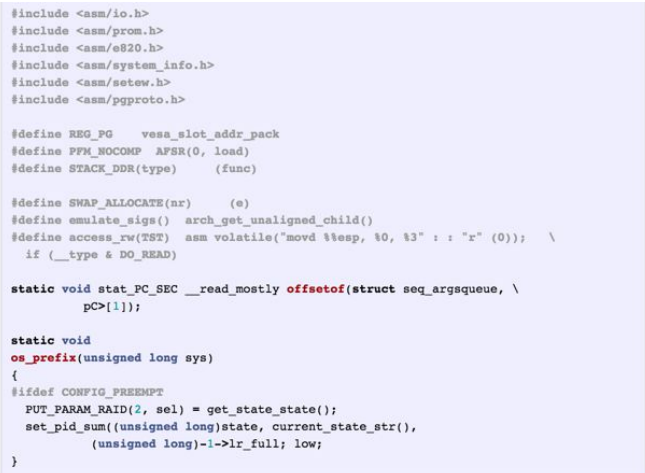 #include <asm/io.h>
#include <asm/prom.h>
#include <asm/e820.h>
#include <asm/system_info.h>
#include <asm/setew.h>
#include <asm/pgproto.h>

#define REG_PG    vesa_slot_addr_pack
#define PFM_NOCOMP  AFSR(0, load)
#define STACK_DDR(type)     (func)

#define SWAP_ALLOCATE(nr)     (e)
#define emulate_sigs()  arch_get_unaligned_child()
#define access_rw(TST)  asm volatile("movd %%esp, %0, %3" : : "r" (0));   \
  if (__type & DO_READ)

static void stat_PC_SEC __read_mostly offsetof(struct seq_argsqueue, \
          pC>[1]);

static void
os_prefix(unsigned long sys)
{
#ifdef CONFIG_PREEMPT
  PUT_PARAM_RAID(2, sel) = get_state_state();
  set_pid_sum((unsigned long)state, current_state_str(),
           (unsigned long)-1->lr_full; low;
}